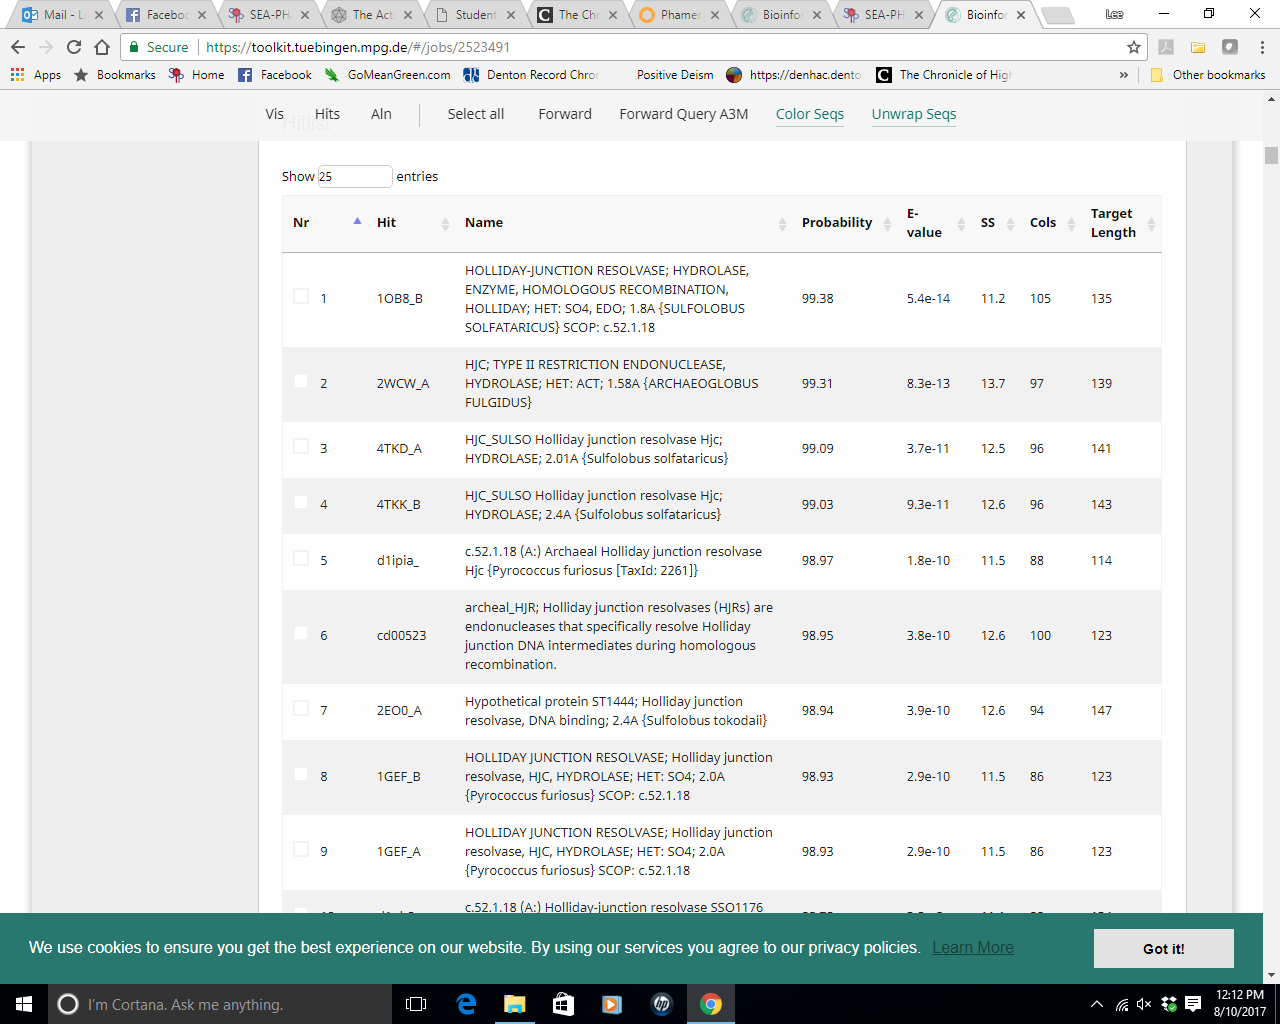 Mail - L
Faceboo
SEA-PH
The Acti
Student
The Chr
Phamer
Bioinfor
SEA-PH
Bioinfor
Lee
Secure
https://toolkit.tuebingen.mpg.de/#/jobs/2523491
Apps
Bookmarks
Home
Facebook
GoMeanGreen.com
Denton Record Chror
Positive Deism
https://denhac.dento
The Chronicle of High
»
Other bookmarks
Vis Hits Aln Select all Forward Forward Query A3M Color Seqs Unwrap Seqs
Hitlist
Show 25 entries
Nr Hit Name Probability E-value SS Cols Target Length
1 1OB8_B
HOLLIDAY-JUNCTION RESOLVASE; HYDROLASE,
ENZYME, HOMOLOGOUS RECOMBINATION,
HOLLIDAY; HET: SO4, EDO; 1.8A {SULFOLOBUS
SOLFATARICUS} SCOP: c.52.1.18
99.38 5.4e-14 11.2 105 135
2 2WCW_A
HJC; TYPE II RESTRICTION ENDONUCLEASE,
HYDROLASE; HET: ACT; 1.58A {ARCHAEOGLOBUS
FULGIDUS}
99.31 8.3e-13 13.7 97 139
3 4TKD_A
HJC_SULSO Holliday junction resolvase Hjc;
HYDROLASE; 2.01A {Sulfolobus solfataricus}
99.09 3.7e-11 12.5 96 141
4 4TKK_B
HJC_SULSO Holliday junction resolvase Hjc;
HYDROLASE; 2.4A {Sulfolobus solfataricus}
99.03 9.3e-11 12.6 96 143
5 d1ipia_
c.52.1.18 (A:) Archaeal Holliday junction resolvase
Hjc {Pyrococcus furiosus [TaxId: 2261]}
98.97 1.8e-10 11.5 88 114
6 cd00523
archeal_HJR; Holliday junction resolvases (HJRs) are
endonucleases that specifically resolve Holliday
junction DNA intermediates during homologous
recombination.
98.95 3.8e-10 12.6 100 123
7 2EO0_A
Hypothetical protein ST1444; Holliday junction
resolvase, DNA binding; 2.4A {Sulfolobus tokodaii}
98.94 3.9e-10 12.6 94 147
8 1GEF_B
HOLLIDAY JUNCTION RESOLVASE; Holliday junction
resolvase, HJC, HYDROLASE; HET: SO4; 2.0A
{Pyrococcus furiosus} SCOP: c.52.1.18
98.93 2.9e-10 11.5 86 123
9 1GEF_A
HOLLIDAY JUNCTION RESOLVASE; Holliday junction
resolvase, HJC, HYDROLASE; HET: SO4; 2.0A
{Pyrococcus furiosus} SCOP: c.52.1.18
98.93 2.9e-10 11.5 86 123
c.52.1.18 (A:) Holliday-junction resolvase SSO1176
We use cookies to ensure you get the best experience on our website. By using our services you agree to our privacy policies. Learn More
Got it!
I'm Cortana. Ask me anything.
12:12 PM
8/10/2017